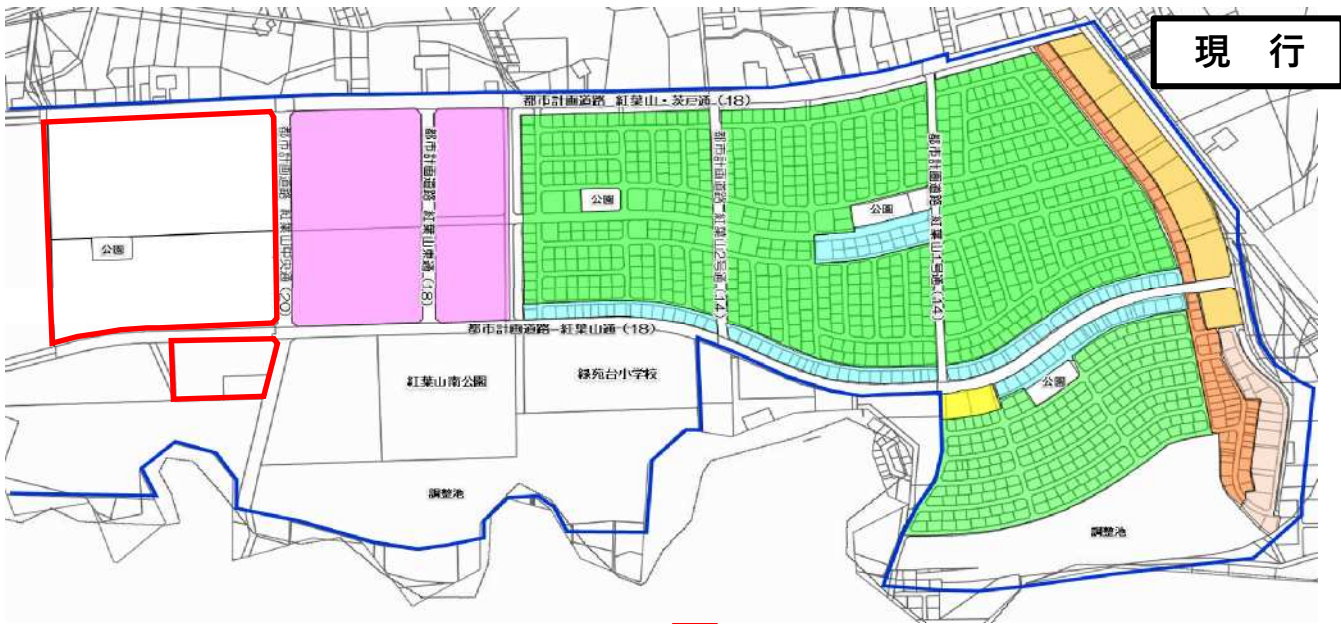 現 行
都市計画道路 紅葉山・茨戸通 (18)
都市計画道路 紅葉山中央通 (20)
都市計画道路 紅葉山東通 (18)
都市計画道路 紅葉山2号通 (14)
都市計画道路 紅葉山1号通 (14)
公園
公園
公園
都市計画道路 紅葉山通 (18)
紅葉山南公園
緑苑台小学校
公園
調整池
調整池